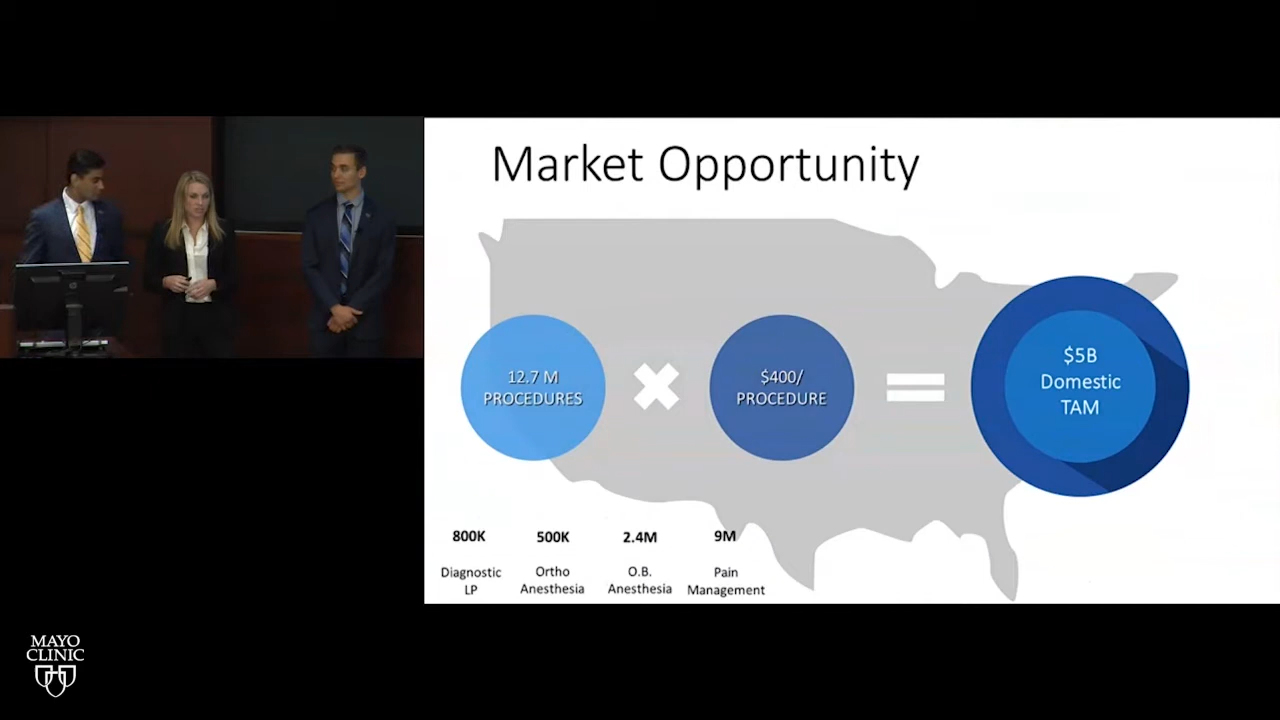 Market Opportunity
12.7 M
PROCEDURES
$400/
PROCEDURE
$5B
Domestic
TAM
800K
500K
2.4M
9M
Diagnostic
LP
Ortho
Anesthesia
O.B.
Anesthesia
Pain
Management
MAYO
CLINIC